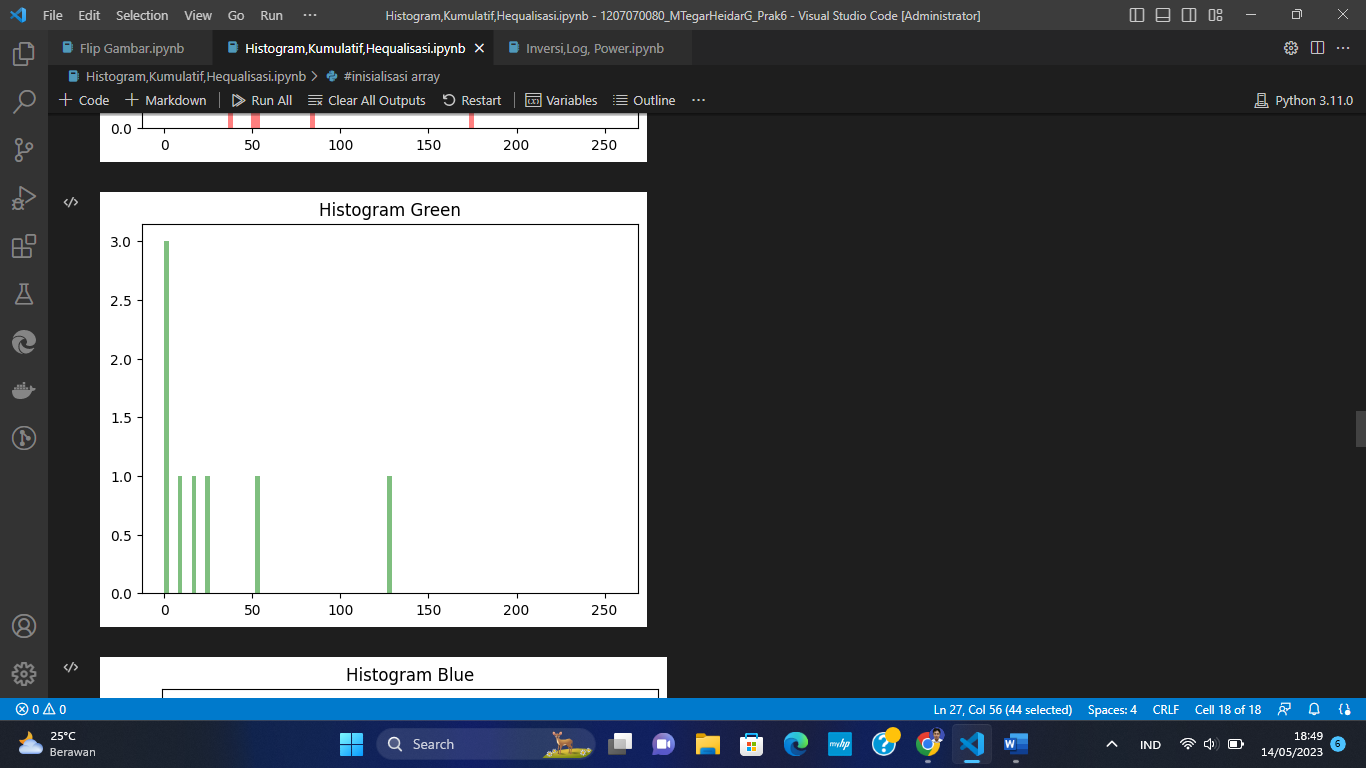 File Edit Selection View Go Run ··· Histogram,Kumulatif,Hequalisasi.ipynb - 1207070080_MTegarHeidarG_Prak6 - Visual Studio Code [Administrator]
Flip Gambar.ipynb Histogram,Kumulatif,Hequalisasi.ipynb Inversi,Log, Power.ipynb
Histogram,Kumulatif,Hequalisasi.ipynb > #inisialisasi array
+ Code + Markdown Run All Clear All Outputs Restart Variables Outline ··· Python 3.11.0
0.0
0 50 100 150 200 250
Histogram Green
3.0
2.5
2.0
1.5
1.0
0.5
0.0
0 50 100 150 200 250
Histogram Blue
0 0 Ln 27, Col 56 (44 selected) Spaces: 4 CRLF Cell 18 of 18
25°C
Berawan
Search
myhp
IND
18:49
14/05/2023
6